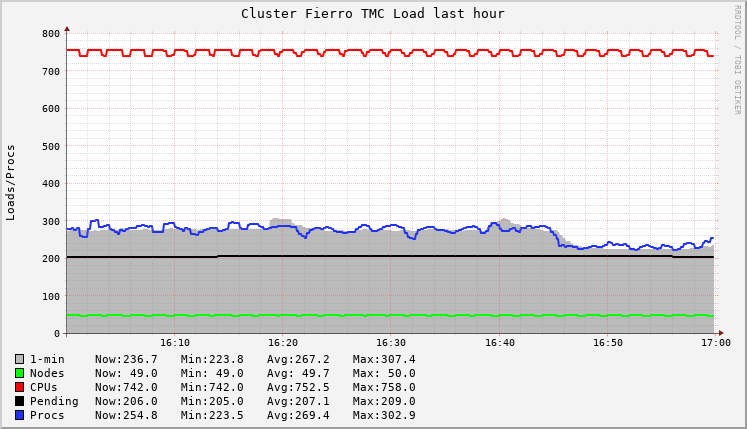 Cluster Fierro TMC Load last hour
RRDTOOL / TOBI OETIKER
Loads/Procs
800
700
600
500
400
300
200
100
0
16:10 16:20 16:30 16:40 16:50 17:00
1-min Now:236.7 Min:223.8 Avg:267.2 Max:307.4
Nodes Now: 49.0 Min: 49.0 Avg: 49.7 Max: 50.0
CPUs Now:742.0 Min:742.0 Avg:752.5 Max:758.0
Pending Now:206.0 Min:205.0 Avg:207.1 Max:209.0
Procs Now:254.8 Min:223.5 Avg:269.4 Max:302.9